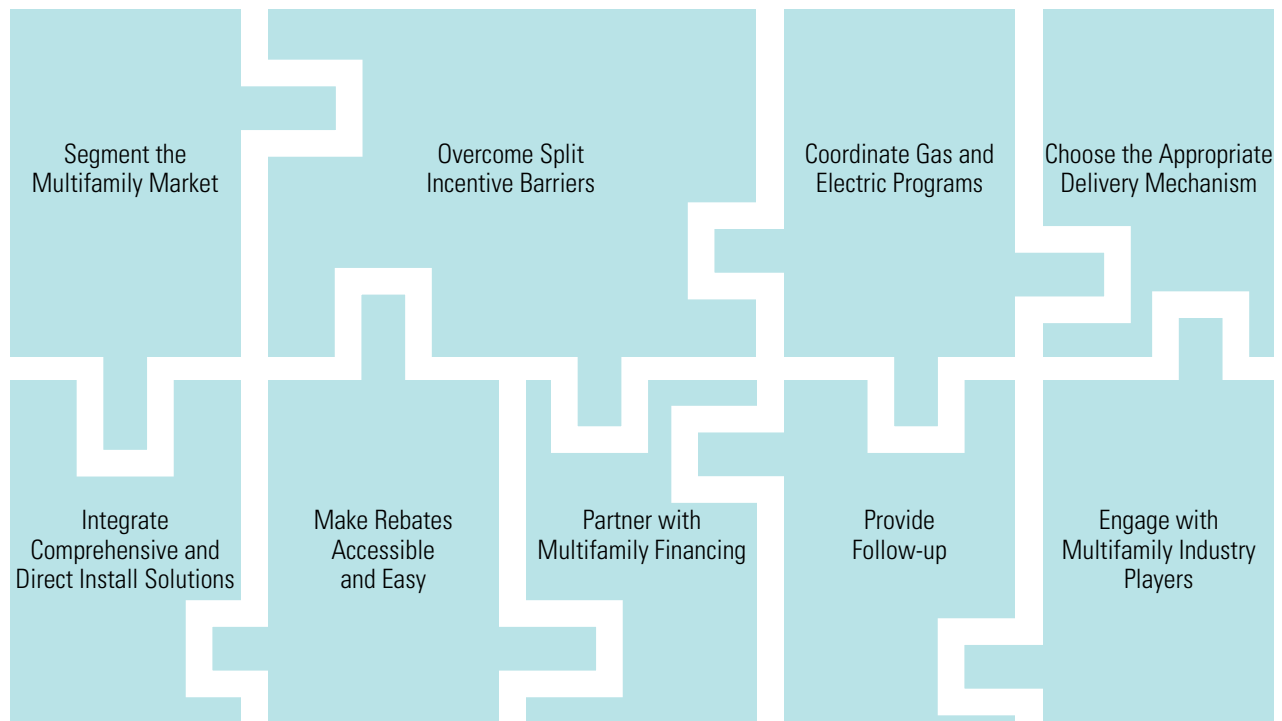 Segment the
Multifamily Market
Overcome Split
Incentive Barriers
Coordinate Gas and
Electric Programs
Choose the Appropriate
Delivery Mechanism
Integrate
Comprehensive and
Direct Install Solutions
Make Rebates
Accessible
and Easy
Partner with
Multifamily Financing
Provide
Follow-up
Engage with
Multifamily Industry
Players